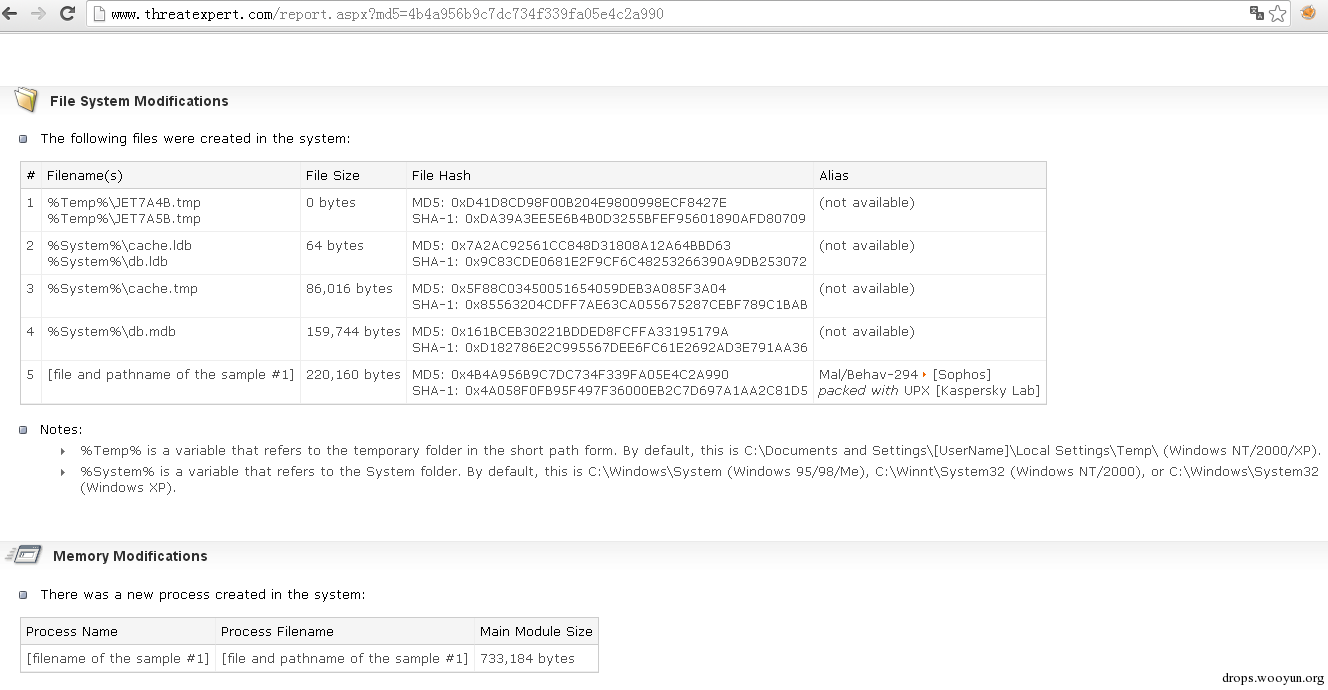 www.threatexpert.com/report.aspx?md5=4b4a956b9c7dc734f339fa05e4c2a990
File System Modifications
The following files were created in the system:
# Filename(s) File Size File Hash Alias
1 %Temp%\JET7A4B.tmp 0 bytes MD5: 0xD41D8CD98F00B204E9800998ECF8427E (not available)
%Temp%\JET7A5B.tmp SHA-1: 0xDA39A3EE5E6B4B0D3255BFEF95601890AFD80709
2 %System%\cache.ldb 64 bytes MD5: 0x7A2AC92561CC848D31808A12A64BBD63 (not available)
%System%\db.ldb SHA-1: 0x9C83CDE0681E2F9CF6C48253266390A9DB253072
3 %System%\cache.tmp 86,016 bytes MD5: 0x5F88C03450051654059DEB3A085F3A04 (not available)
SHA-1: 0x85563204CDFF7AE63CA055675287CEBF789C1BAB
4 %System%\db.mdb 159,744 bytes MD5: 0x161BCEB30221BDDED8FCFFA33195179A (not available)
SHA-1: 0xD182786E2C995567DEE6FC61E2692AD3E791AA36
5 [file and pathname of the sample #1] 220,160 bytes MD5: 0x4B4A956B9C7DC734F339FA05E4C2A990 Mal/Behav-294 [Sophos]
SHA-1: 0x4A058F0FB95F497F36000EB2C7D697A1AA2C81D5 packed with UPX [Kaspersky Lab]
Notes:
%Temp% is a variable that refers to the temporary folder in the short path form. By default, this is C:\Documents and Settings\[UserName]\Local Settings\Temp\ (Windows NT/2000/XP).
%System% is a variable that refers to the System folder. By default, this is C:\Windows\System (Windows 95/98/Me), C:\Winnt\System32 (Windows NT/2000), or C:\Windows\System32
(Windows XP).
Memory Modifications
There was a new process created in the system:
Process Name Process Filename Main Module Size
[filename of the sample #1] [file and pathname of the sample #1] 733,184 bytes
drops.wooyun.org